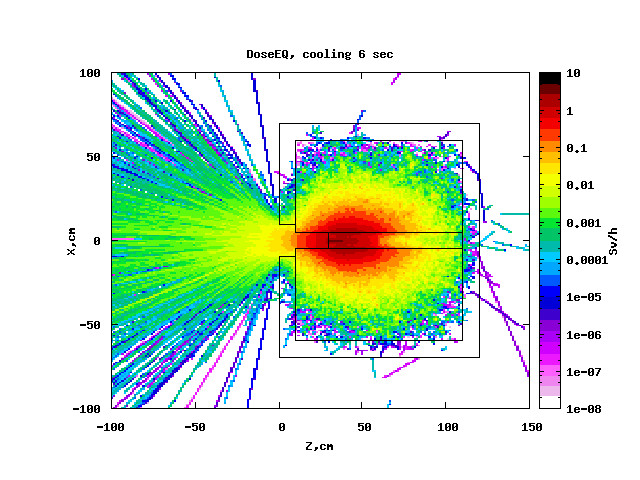 DoseEQ, cooling 6 sec
100
50
0
-50
-100
X,cm
-100
-50
0
50
100
150
Z,cm
10
1
0.1
0.01
0.001
0.0001
1e-05
1e-06
1e-07
1e-08
Sv/h